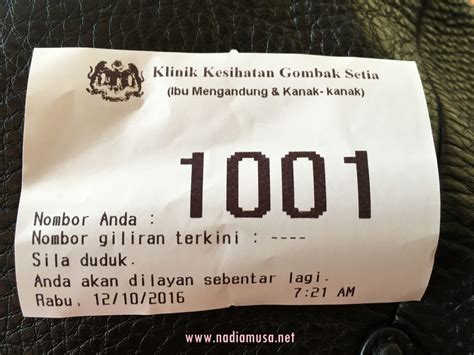 Klinik Kesihatan Gombak Setia
(Ibu Mengandung & Kanak- kanak)
Nombor Anda : 1001
Nombor giliran terkini : ----
Sila duduk.
Anda akan dilayan sebentar lagi.
Rabu, 12/10/2016 7:21 AM
www.nadiamusa.net